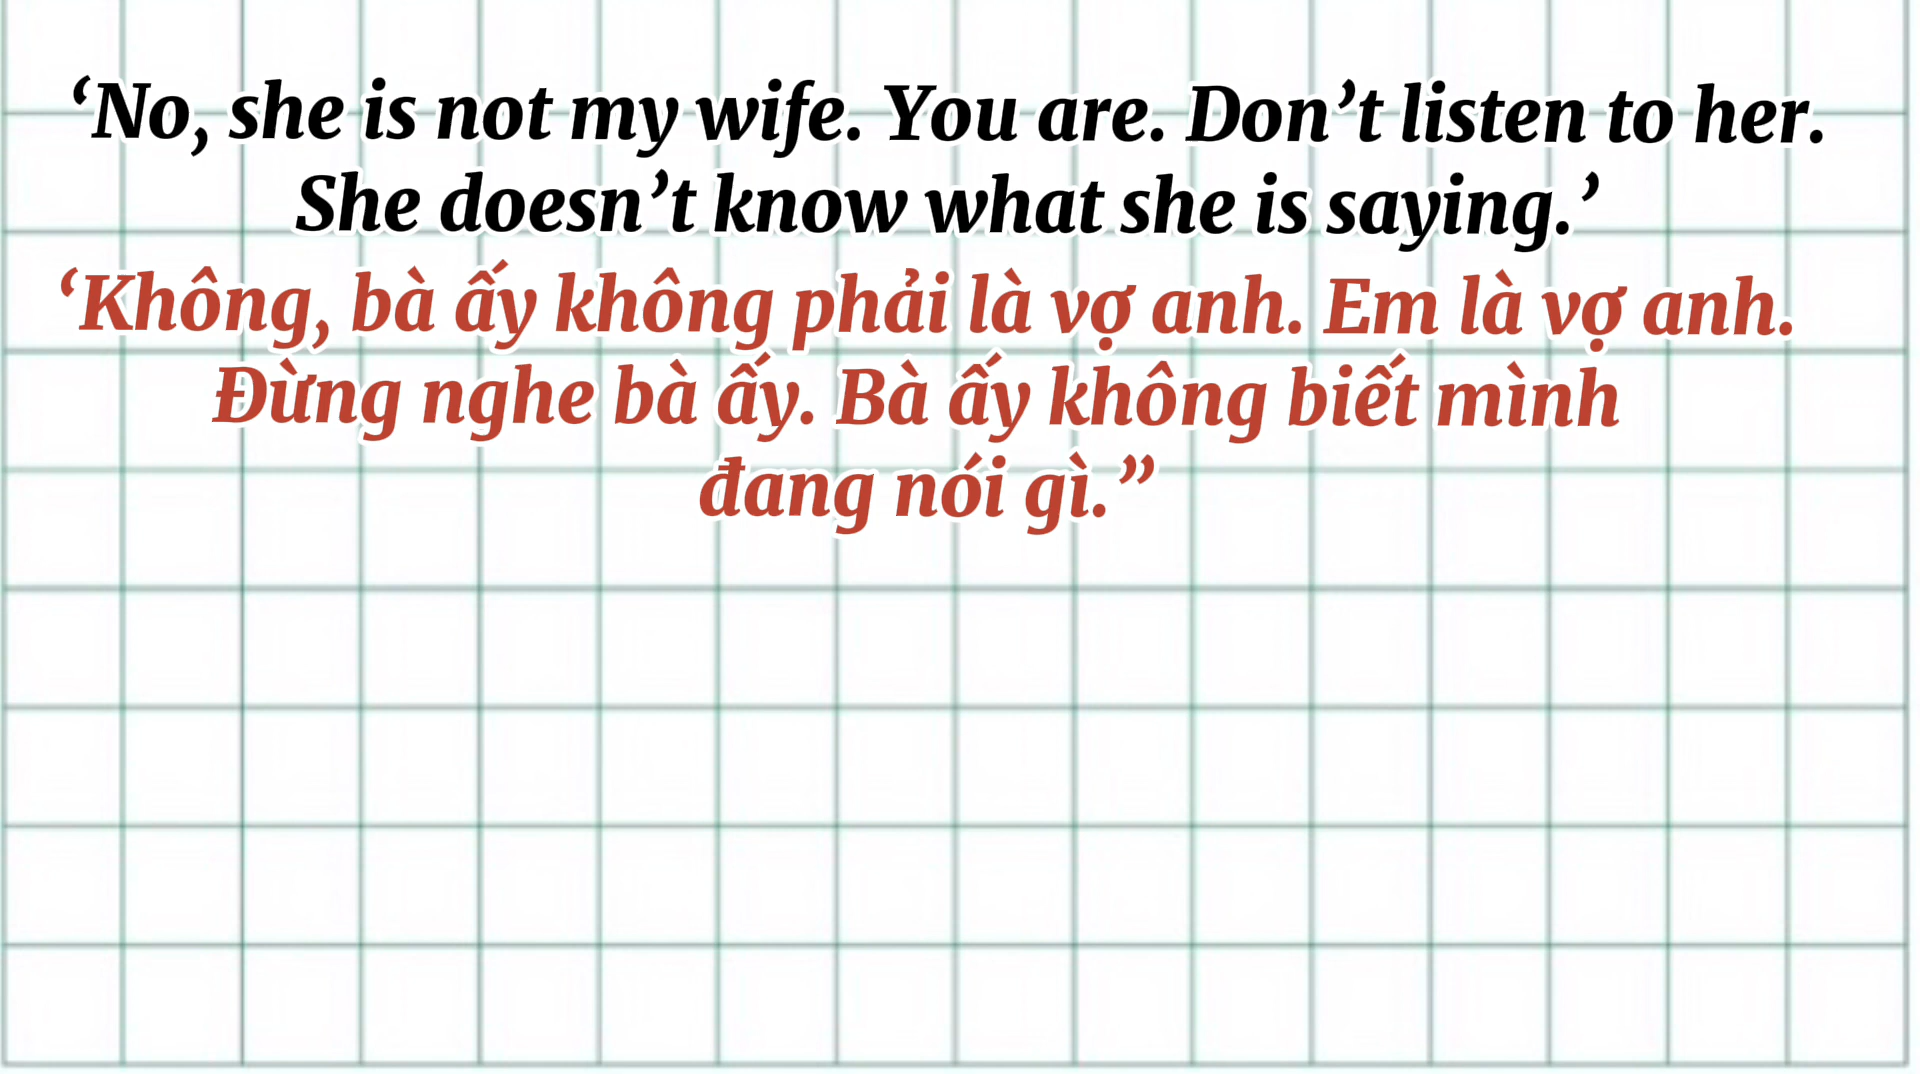 ‘No, she is not my wife. You are. Don’t listen to her.
She doesn’t know what she is saying.’
‘Không, bà ấy không phải là vợ anh. Em là vợ anh.
Đừng nghe bà ấy. Bà ấy không biết mình
đang nói gì.”